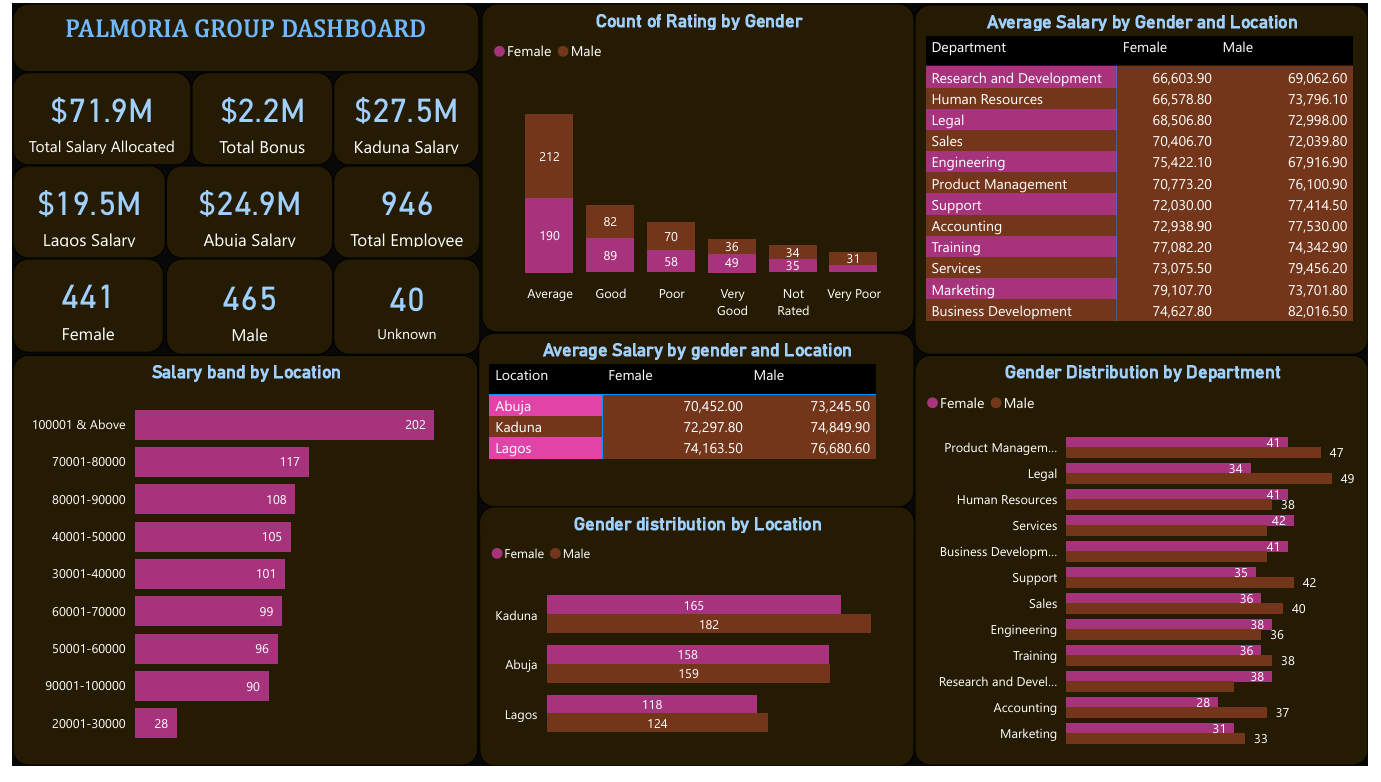 PALMORIA GROUP DASHBOARD
$71.9M
Total Salary Allocated
$2.2M
Total Bonus
$27.5M
Kaduna Salary
$19.5M
Lagos Salary
$24.9M
Abuja Salary
946
Total Employee
441
Female
465
Male
40
Unknown
Count of Rating by Gender
Female Male
212
190
82
89
70
58
36
49
34
35
31
Average Good Poor Very Good Not Rated Very Poor
Average Salary by Gender and Location
Department Female Male
Research and Development 66,603.90 69,062.60
Human Resources 66,578.80 73,796.10
Legal 68,506.80 72,998.00
Sales 70,406.70 72,039.80
Engineering 75,422.10 67,916.90
Product Management 70,773.20 76,100.90
Support 72,030.00 77,414.50
Accounting 72,938.90 77,530.00
Training 77,082.20 74,342.90
Services 73,075.50 79,456.20
Marketing 79,107.70 73,701.80
Business Development 74,627.80 82,016.50
Salary band by Location
100001 & Above 202
70001-80000 117
80001-90000 108
40001-50000 105
30001-40000 101
60001-70000 99
50001-60000 96
90001-100000 90
20001-30000 28
Average Salary by gender and Location
Location Female Male
Abuja 70,452.00 73,245.50
Kaduna 72,297.80 74,849.90
Lagos 74,163.50 76,680.60
Gender distribution by Location
Female Male
Kaduna 165 182
Abuja 158 159
Lagos 118 124
Gender Distribution by Department
Female Male
Product Managem... 41 47
Legal 34 49
Human Resources 41 38
Services 42
Business Developm... 41
Support 35 42
Sales 36 40
Engineering 38 36
Training 36 38
Research and Devel... 38
Accounting 28 37
Marketing 31 33